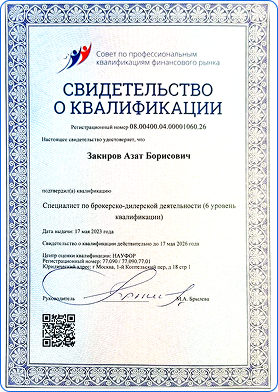 Совет по профессиональным
квалификациям финансового рынка
СВИДЕТЕЛЬСТВО
О КВАЛИФИКАЦИИ
Регистрационный номер 08.00400.04.00001060.26
Настоящее свидетельство удостоверяет, что
Закиров Азат Борисович
подтвердил(а) квалификацию
Специалист по брокерско-дилерской деятельности (6 уровень
квалификации)
Дата выдачи: 17 мая 2023 года
Свидетельство о квалификации действительно до 17 мая 2026 года
Центр оценки квалификации: НАУФОР
Регистрационный номер: 77.090 / 77.090.77.01
Юридический адрес: г Москва, 1-й Коптельский пер, д 18 стр 1
Руководитель
М.А. Брылева